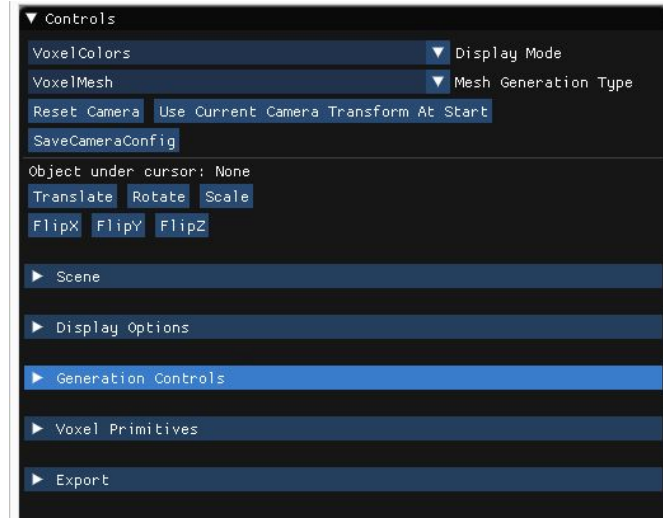 Controls
VoxelColors Display Mode
VoxelMesh Mesh Generation Type
Reset Camera Use Current Camera Transform At Start
SaveCameraConfig
Object under cursor: None
Translate Rotate Scale
FlipX FlipY FlipZ
Scene
Display Options
Generation Controls
Voxel Primitives
Export